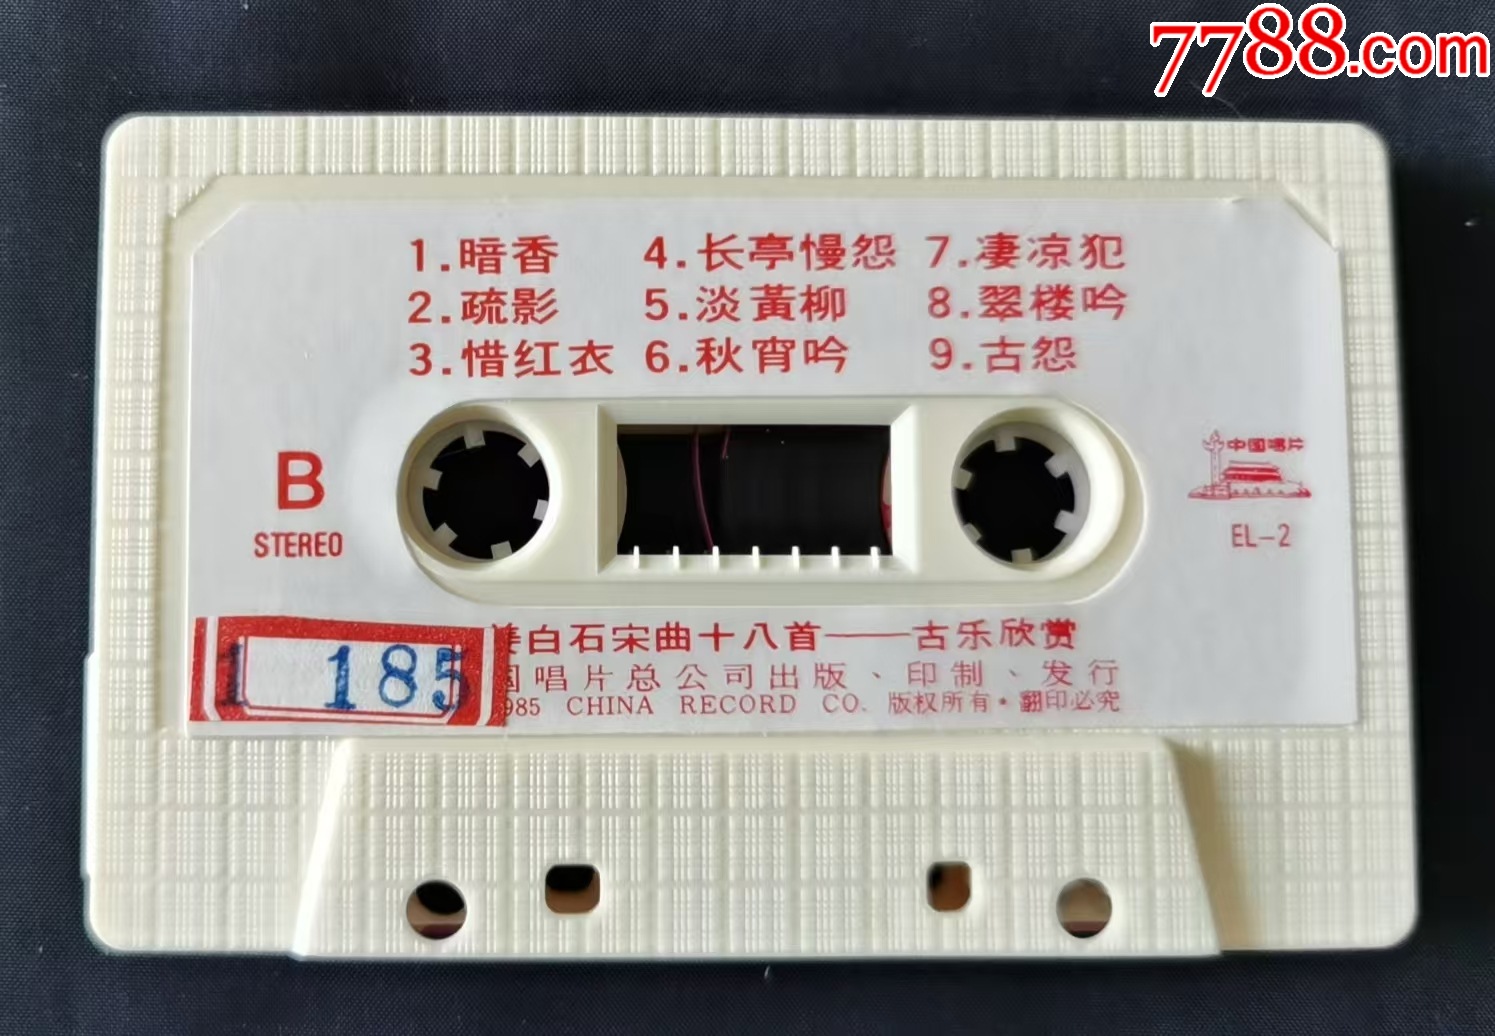 7788.com
1.暗香 4.长亭慢怨 7.凄凉犯
2.疏影 5.淡黄柳 8.翠楼吟
3.惜红衣 6.秋宵吟 9.古怨
B
STEREO
中国唱片
EL-2
姜白石宋曲十八首——古乐欣赏
国唱片总公司出版、印制、发行
985 CHINA RECORD CO. 版权所有·翻印必究
1 185